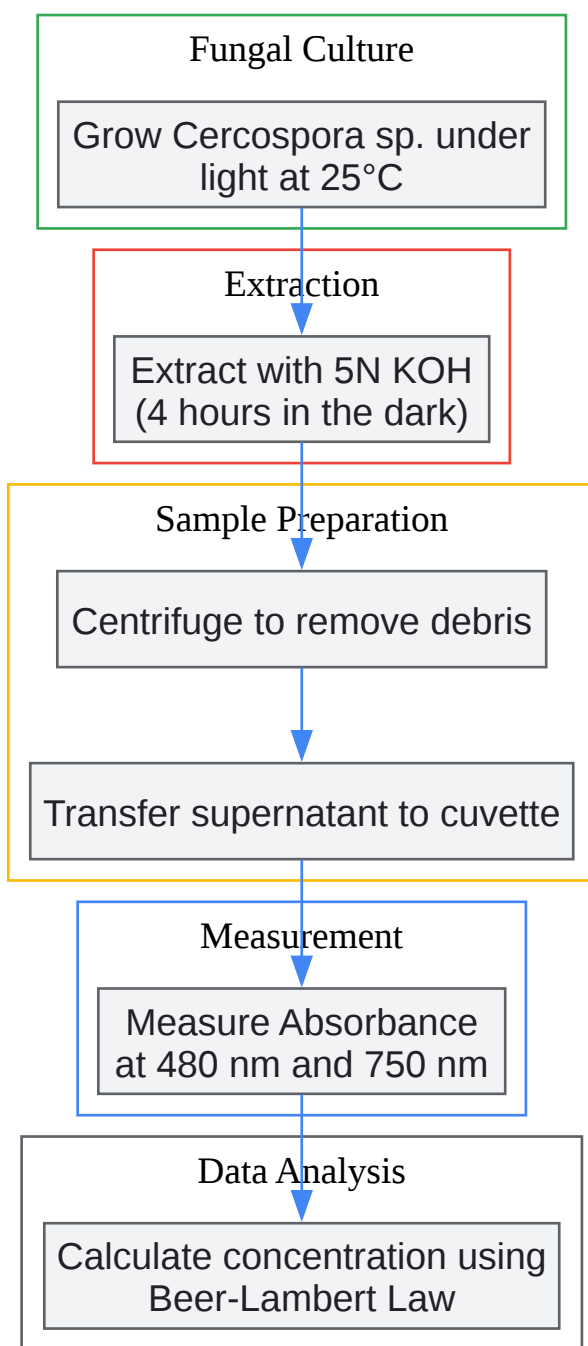 Fungal Culture
Grow Cercospora sp. under
light at 25°C
Extraction
Extract with 5N KOH
(4 hours in the dark)
Sample Preparation
Centrifuge to remove debris
Transfer supernatant to cuvette
Measurement
Measure Absorbance
at 480 nm and 750 nm
Data Analysis
Calculate concentration using
Beer-Lambert Law